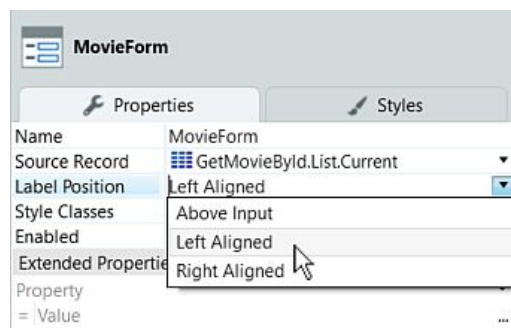 MovieForm
Properties
Styles
Name MovieForm
Source Record GetMovieById.List.Current
Label Position Left Aligned
Style Classes
Above Input
Enabled
Left Aligned
Extended Propertie
Right Aligned
Property
= Value ...